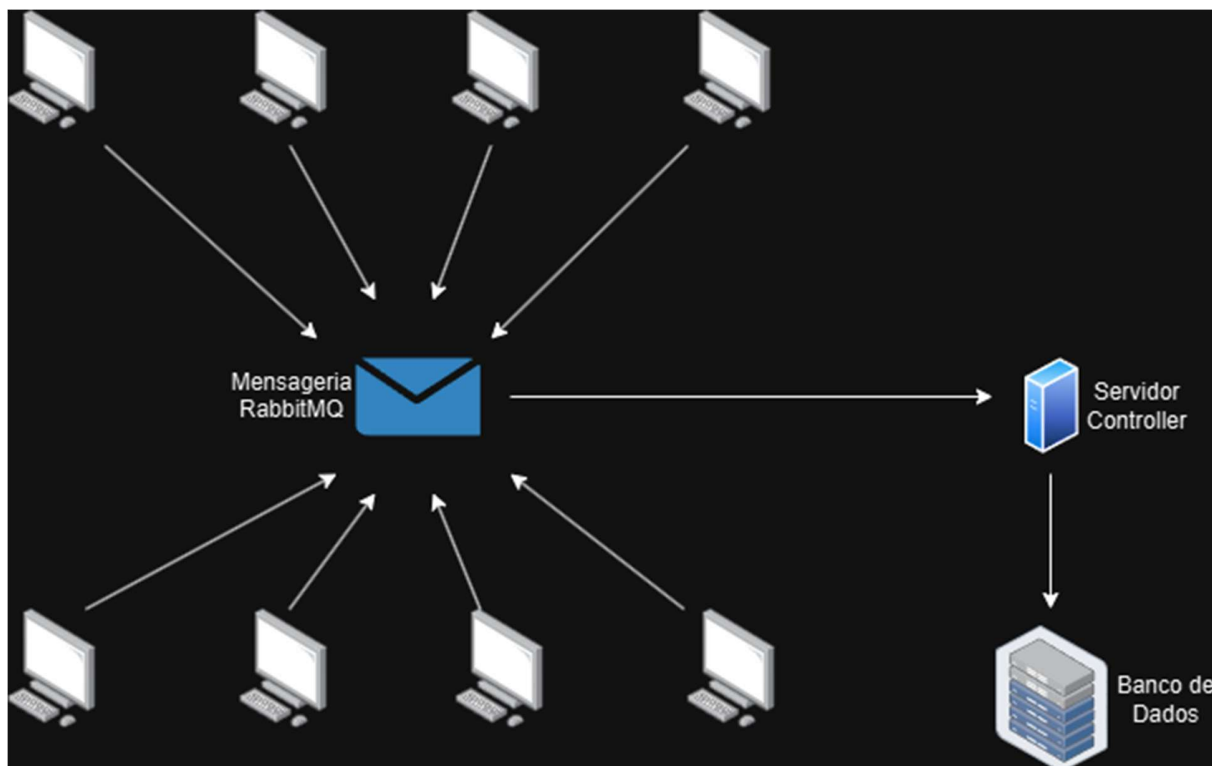 Mensageria
RabbitMQ
Servidor
Controller
Banco de
Dados